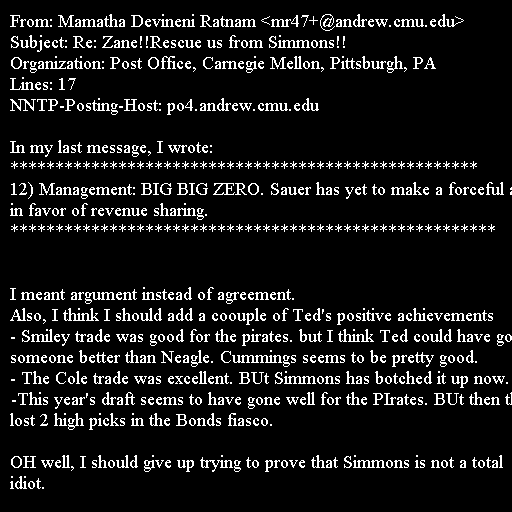 From: Mamatha Devineni Ratnam <mr47+@andrew.cmu.edu>
Subject: Re: Zane!!Rescue us from Simmons!!
Organization: Post Office, Carnegie Mellon, Pittsburgh, PA
Lines: 17
NNTP-Posting-Host: po4.andrew.cmu.edu

In my last message, I wrote:
****************************************************
12) Management: BIG BIG ZERO. Sauer has yet to make a forceful
in favor of revenue sharing.
******************************************************

I meant argument instead of agreement.
Also, I think I should add a coouple of Ted's positive achievements
- Smiley trade was good for the pirates. but I think Ted could have
someone better than Neagle. Cummings seems to be pretty good.
- The Cole trade was excellent. BUt Simmons has botched it up now.
-This year's draft seems to have gone well for the PIrates. BUt then
lost 2 high picks in the Bonds fiasco.

OH well, I should give up trying to prove that Simmons is not a total
idiot.